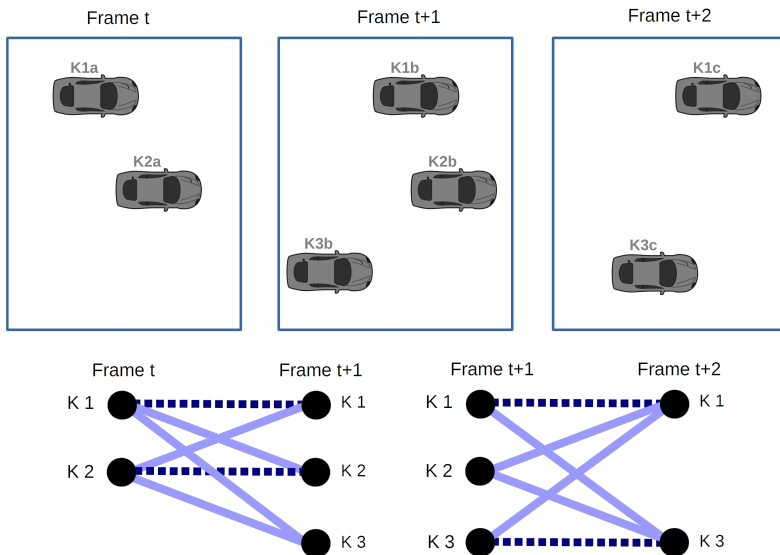 Frame t
Frame t+1
Frame t+2
K1a
K1b
K1c
K2a
K2b
K3b
K3c
Frame t
Frame t+1
Frame t+1
Frame t+2
K 1
K 1
K 1
K 1
K 2
K 2
K 2
K 3
K 3
K 3